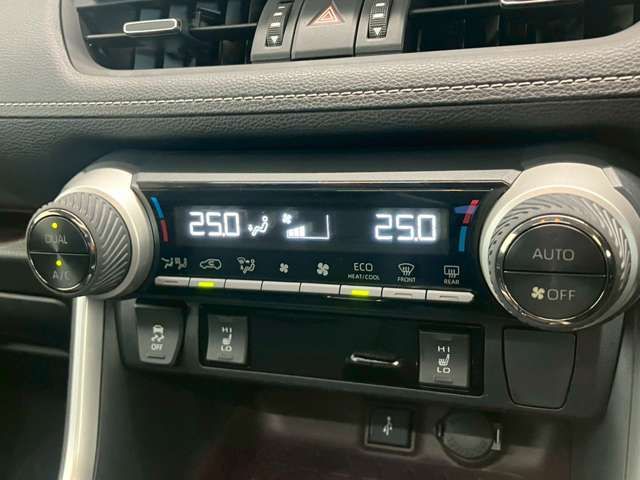 25.0 25.0
DUAL
A/C
AUTO
OFF
ECO
HEAT/COOL
FRONT
REAR
OFF
HI
LO
HI
LO